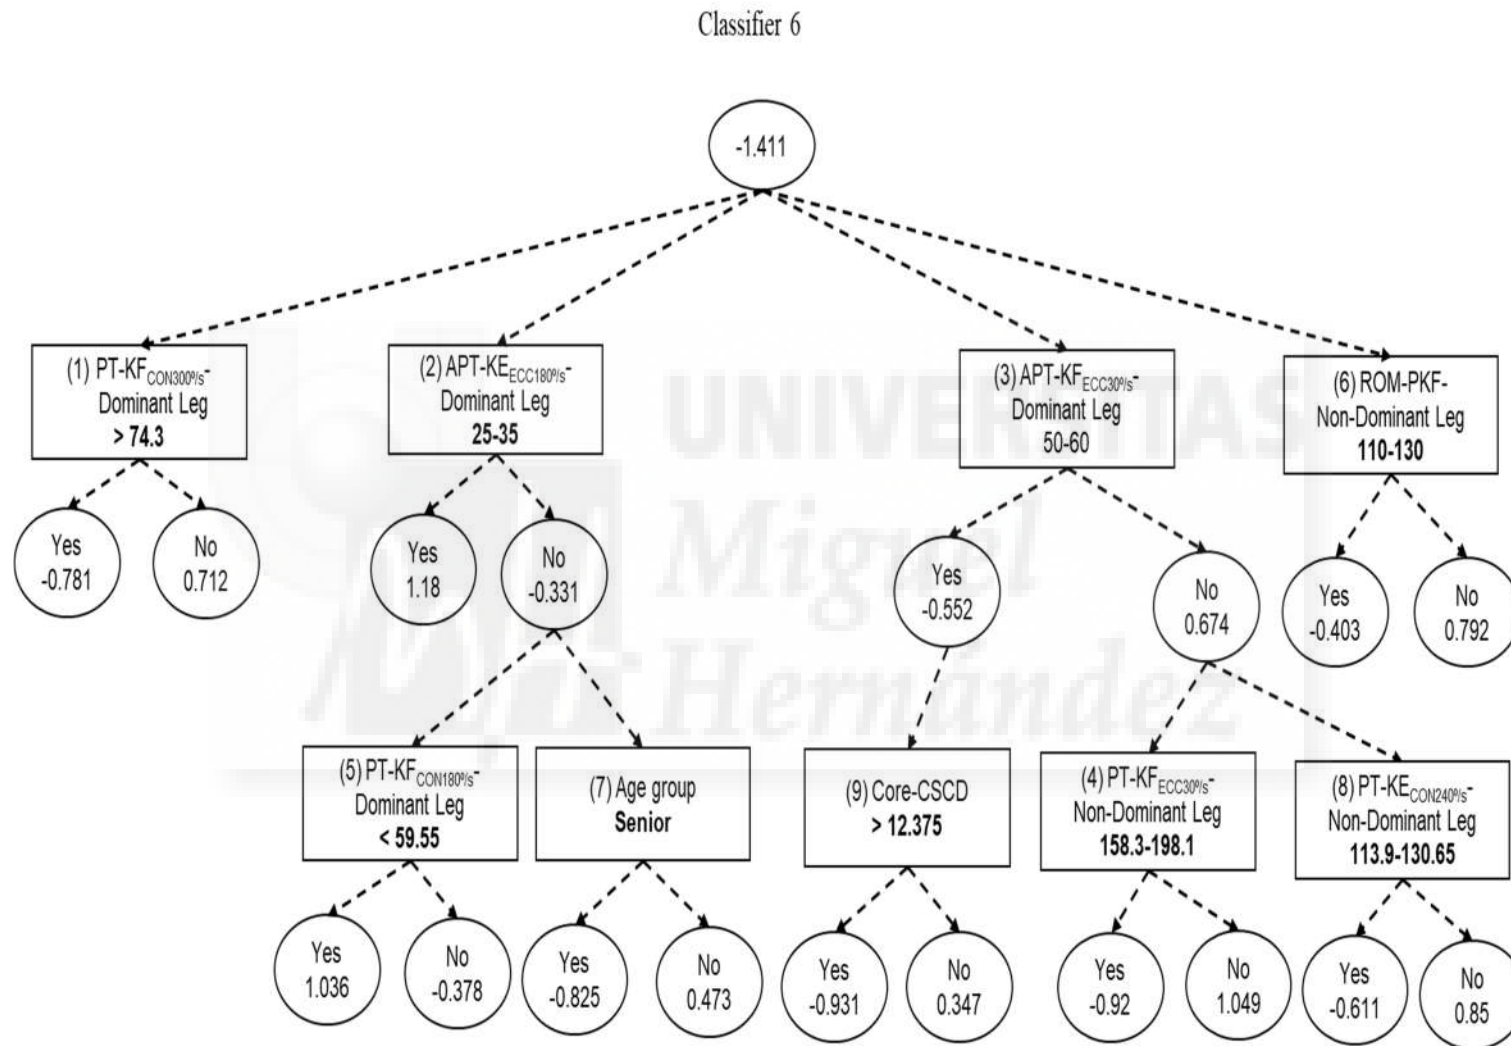 Classifier 6
-1.411
(1) PT-KFCON300º/s-
Dominant Leg
> 74.3
(2) APT-KEECC180º/s-
Dominant Leg
25-35
(3) APT-KFECC30º/s-
Dominant Leg
50-60
(6) ROM-PKF-
Non-Dominant Leg
110-130
Yes
-0.781
No
0.712
Yes
1.18
No
-0.331
Yes
-0.552
No
0.674
Yes
-0.403
No
0.792
UNIVERSITAS
Miguel
Hernández
(5) PT-KFCON180º/s-
Dominant Leg
< 59.55
(7) Age group
Senior
(9) Core-CSCD
> 12.375
(4) PT-KFECC30º/s-
Non-Dominant Leg
158.3-198.1
(8) PT-KECON240º/s-
Non-Dominant Leg
113.9-130.65
Yes
1.036
No
-0.378
Yes
-0.825
No
0.473
Yes
-0.931
No
0.347
Yes
-0.92
No
1.049
Yes
-0.611
No
0.85